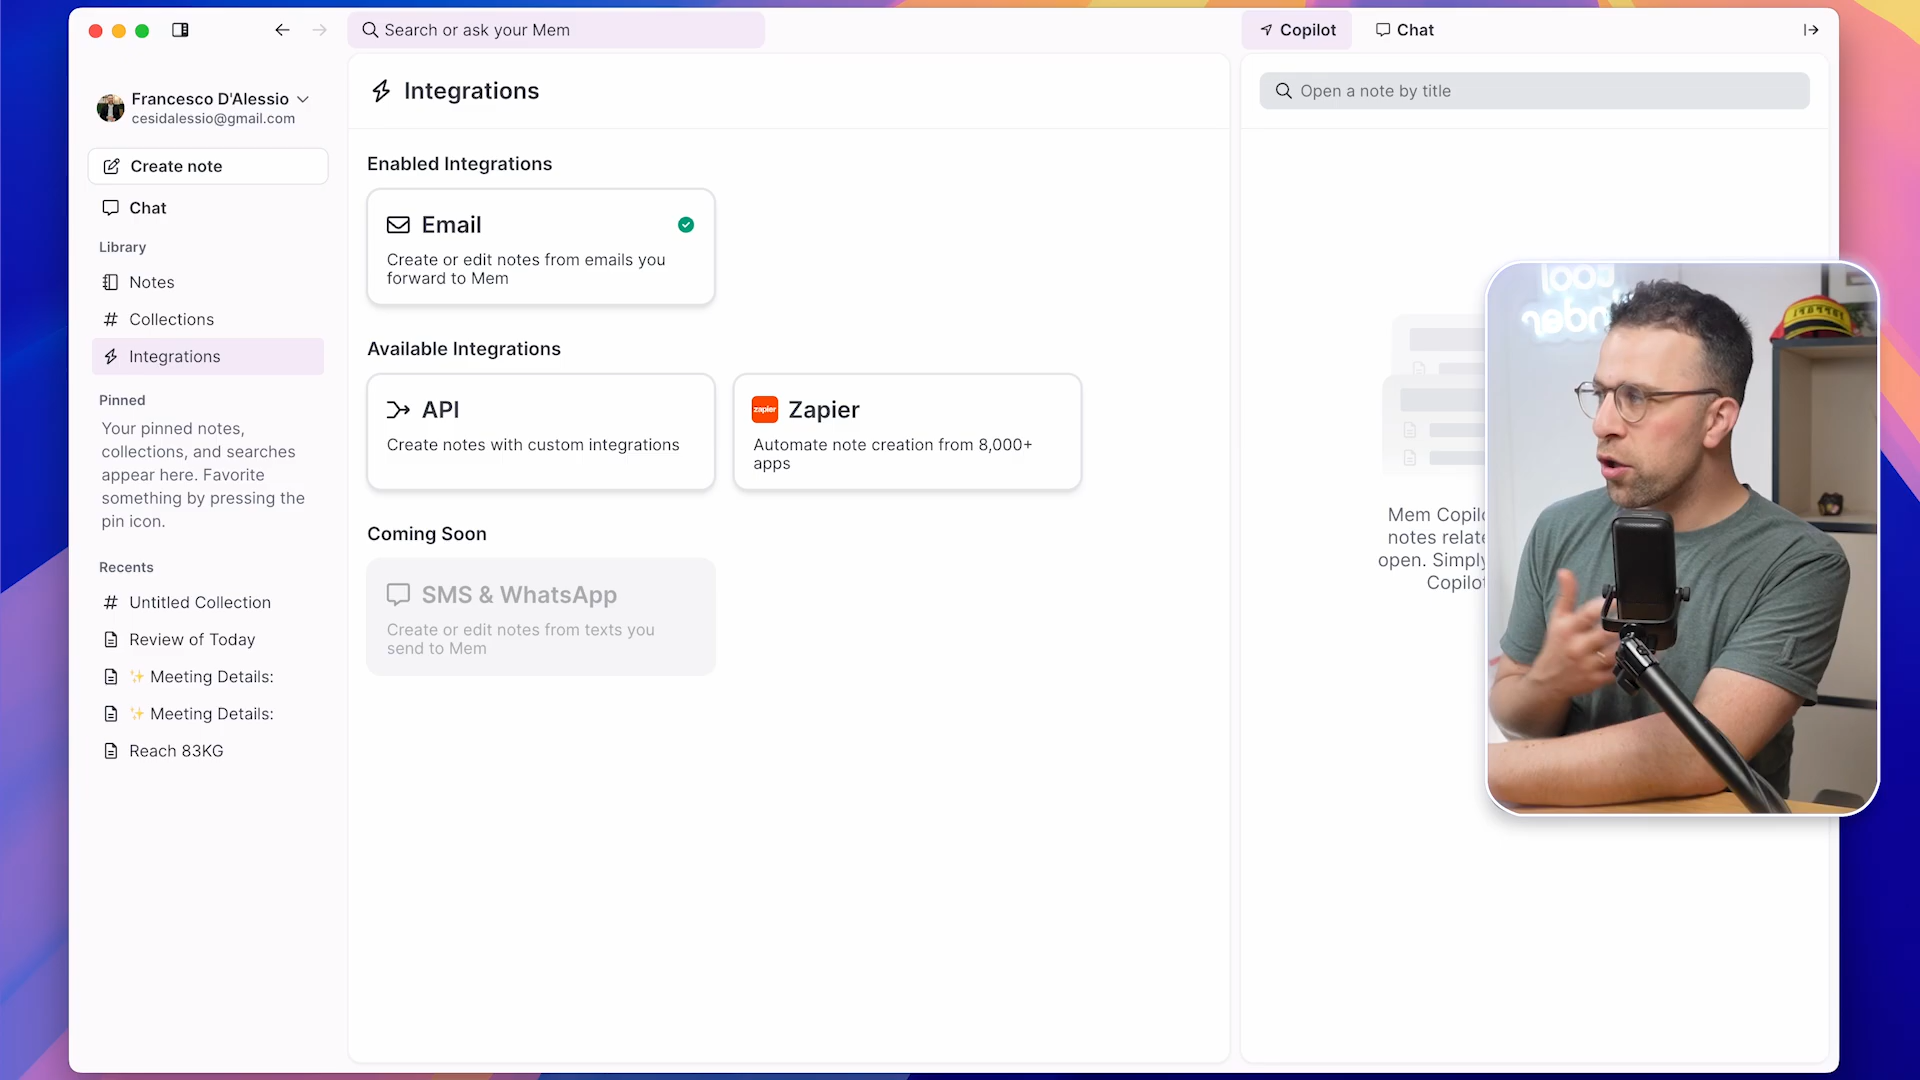 Search or ask your Mem
Copilot
Chat
Francesco D'Alessio
cesidalessio@gmail.com
Create note
Chat
Library
Notes
Collections
Integrations
Pinned
Your pinned notes,
collections, and searches
appear here. Favorite
something by pressing the
pin icon.
Recents
Untitled Collection
Review of Today
✨ Meeting Details:
✨ Meeting Details:
Reach 83KG
Integrations
Enabled Integrations
Email
Create or edit notes from emails you
forward to Mem
Available Integrations
API
Create notes with custom integrations
zapier
Zapier
Automate note creation from 8,000+
apps
Coming Soon
SMS & WhatsApp
Create or edit notes from texts you
send to Mem
Open a note by title
Mem
notes
open. Simply